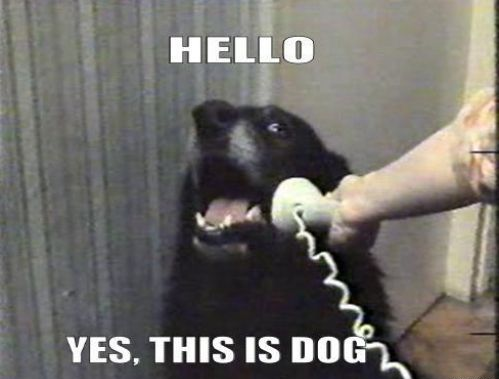 HELLO
YES, THIS IS DOG